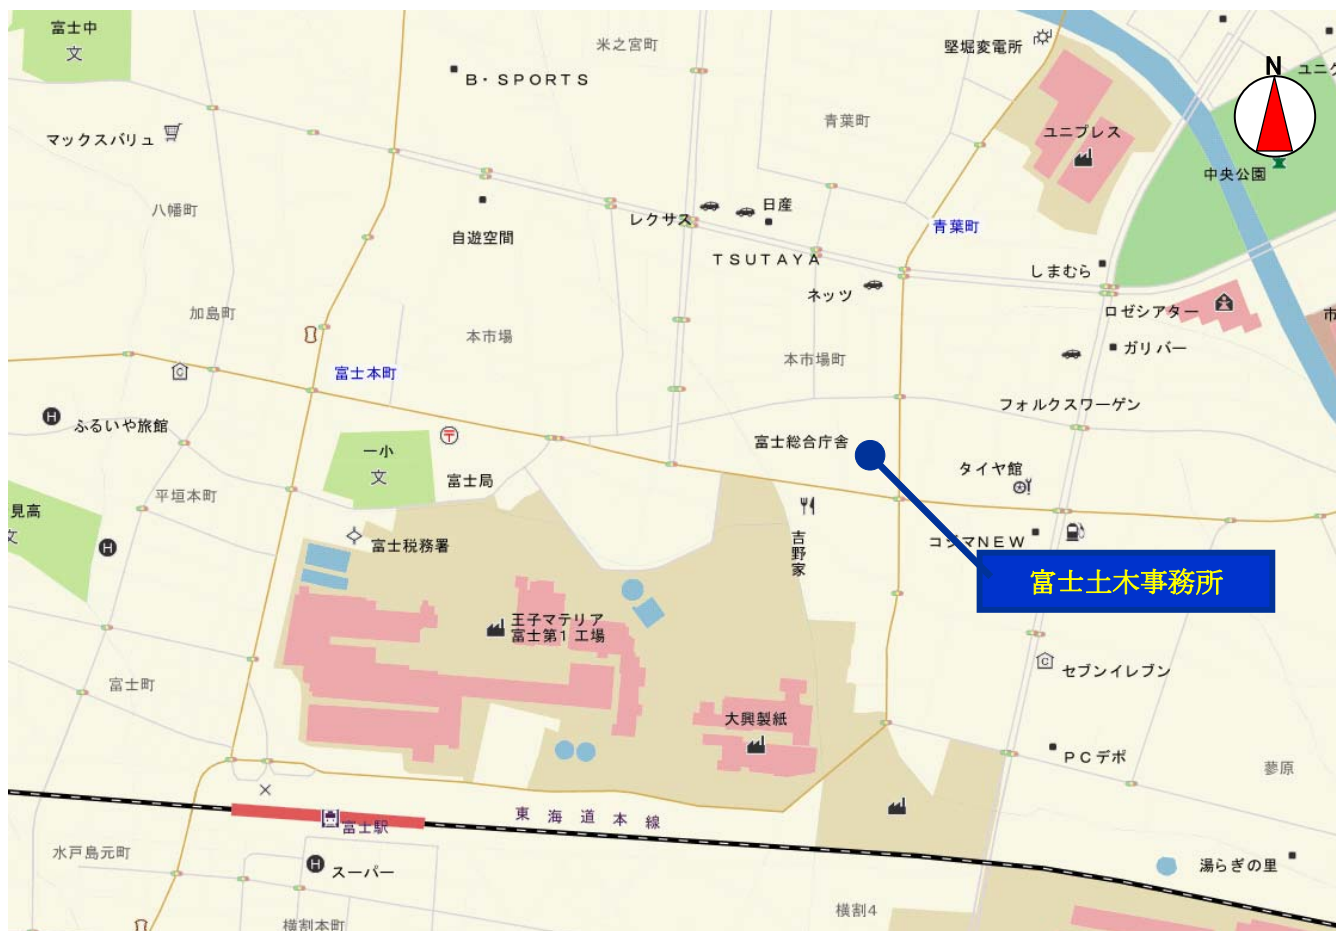 富士中
文
米之宮町
堅堀変電所
B・SPORTS
N
ユニク
青葉町
ユニプレス
マックスバリュ
中央公園
八幡町
レクサス
日産
青葉町
自遊空間
TSUTAYA
しまむら
ネッツ
加島町
ロゼシアター
市
本市場
ガリバー
本市場町
富士本町
フォルクスワーゲン
ふるいや旅館
富士総合庁舎
一小
文
富士局
タイヤ館
平垣本町
見高
文
富士税務署
吉野家
コジマNEW
富士土木事務所
王子マテリア
富士第1工場
セブンイレブン
富士町
大興製紙
PCデポ
蓼原
東海道本線
富士駅
水戸島元町
スーパー
湯らぎの里
横割4
横割本町